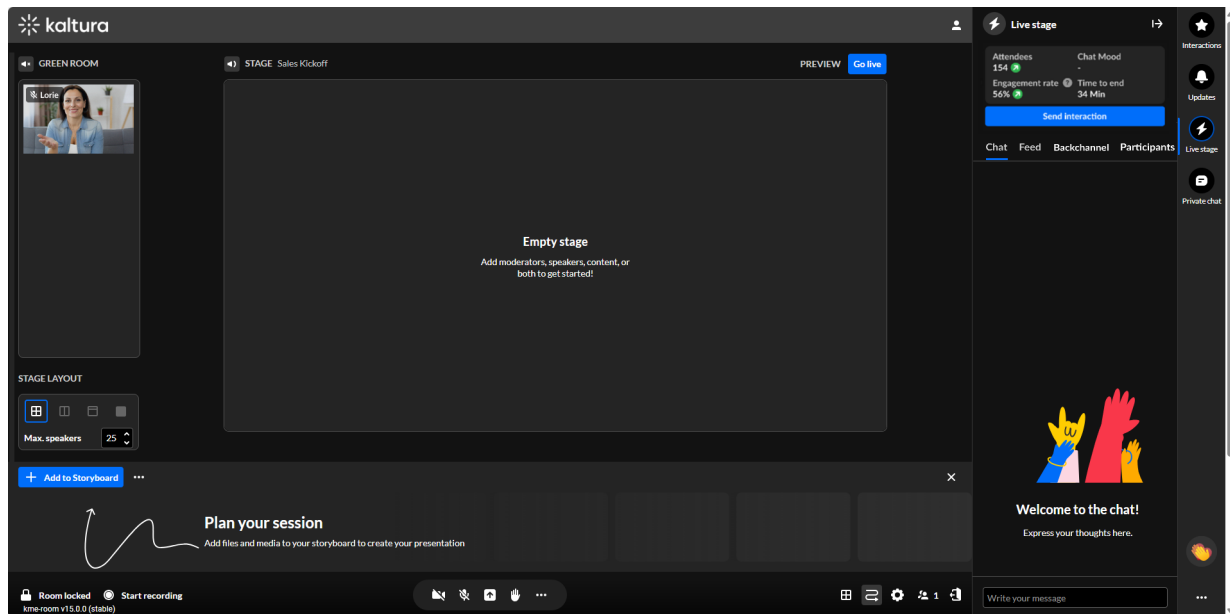 kaltura
GREEN ROOM
Lorie
STAGE Sales Kickoff
PREVIEW
Go live
Empty stage
Add moderators, speakers, content, or
both to get started!
STAGE LAYOUT
Max. speakers 25
Add to Storyboard
Plan your session
Add files and media to your storyboard to create your presentation
Room locked
Start recording
kme-room v15.0.0 (stable)
1
Live stage
Attendees
154
Chat Mood
-
Engagement rate ?
56%
Time to end
34 Min
Send interaction
Chat Feed Backchannel Participants
Welcome to the chat!
Express your thoughts here.
Write your message
Interactions
Updates
Live stage
Private chat